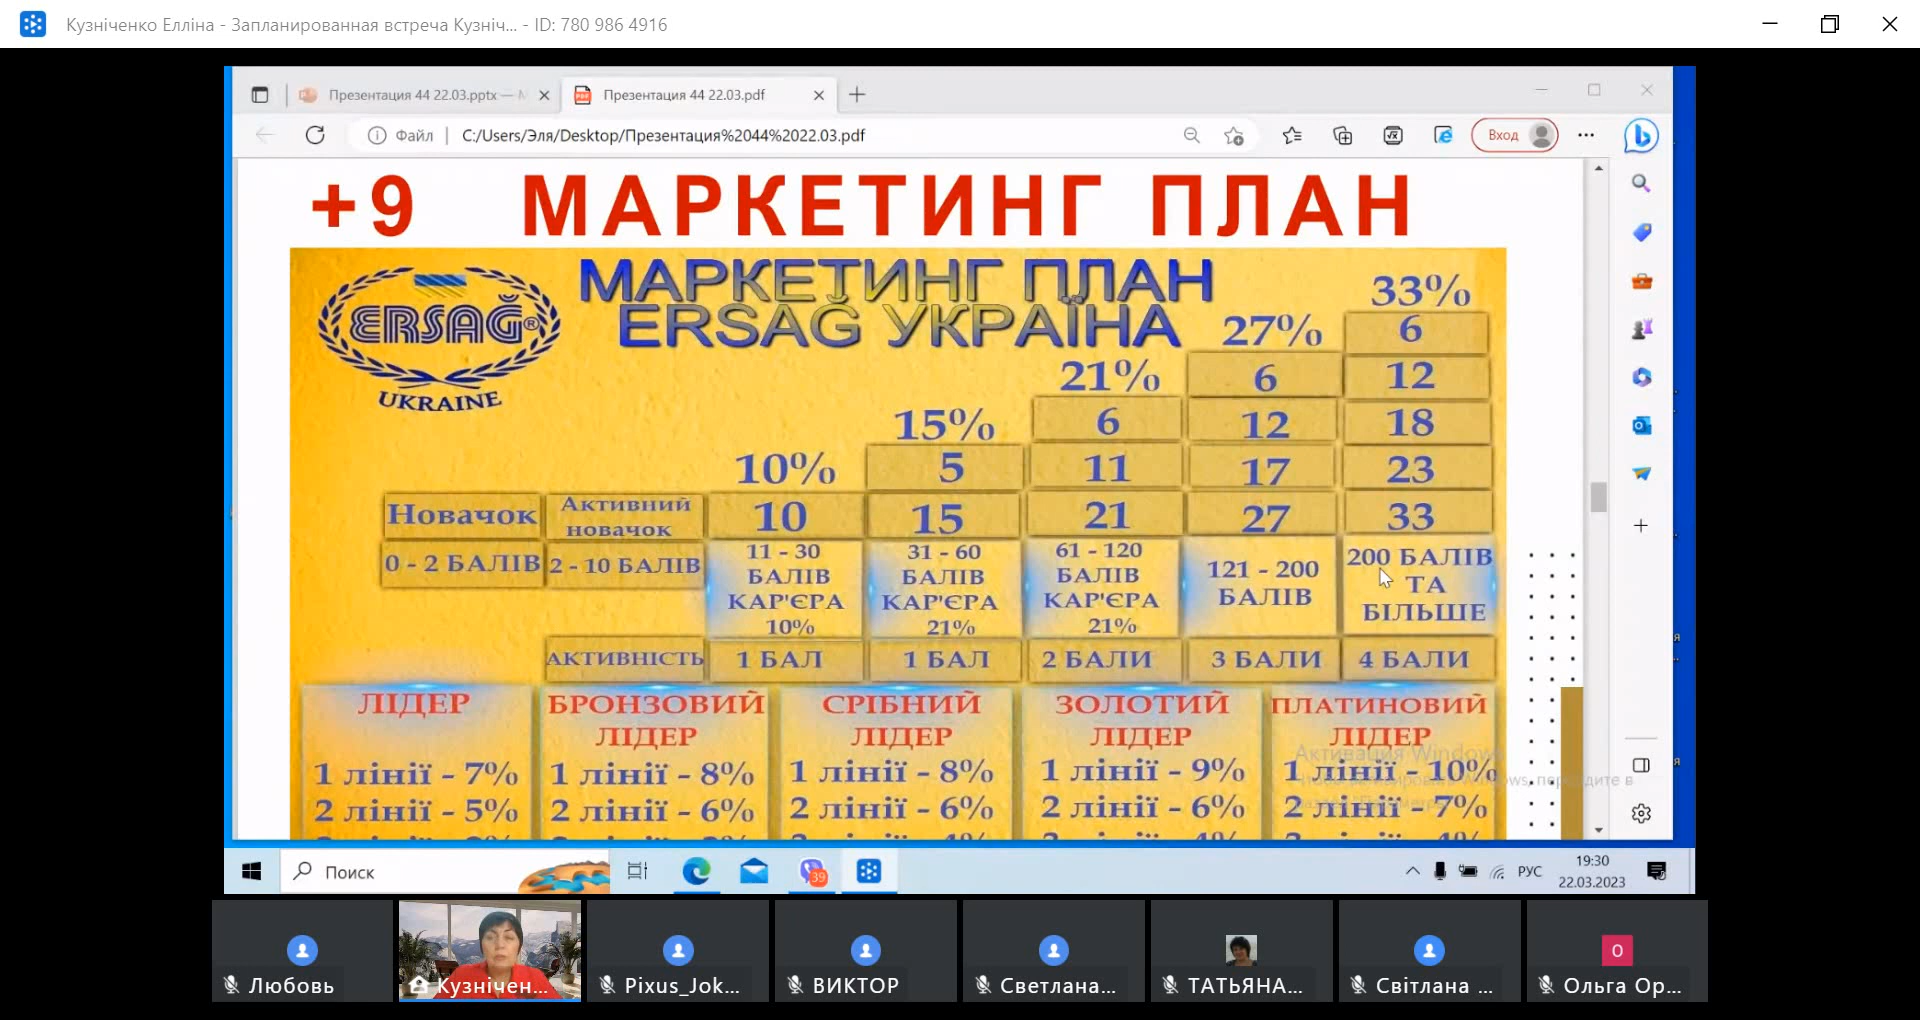 Кузніченко Елліна - Запланированная встреча Кузніч... - ID: 780 986 4916
Презентация 44 22.03.pptx — М
Презентация 44 22.03.pdf
Файл
C:/Users/Эля/Desktop/Презентация%2044%2022.03.pdf
Вход
+9 МАРКЕТИНГ ПЛАН
ERSAĞ®
UKRAINE
МАРКЕТИНГ ПЛАН
ERSAĞ УКРАЇНА
33%
27%
6
21%
6
12
15%
6
12
18
10%
5
11
17
23
Новачок
Активний
новачок
10
15
21
27
33
0 - 2 БАЛІВ
2 - 10 БАЛІВ
11 - 30
БАЛІВ
КАР'ЄРА
10%
31 - 60
БАЛІВ
КАР'ЄРА
21%
61 - 120
БАЛІВ
КАР'ЄРА
21%
121 - 200
БАЛІВ
200 БАЛІВ
ТА
БІЛЬШЕ
АКТИВНІСТЬ
1 БАЛ
1 БАЛ
2 БАЛИ
3 БАЛИ
4 БАЛИ
ЛІДЕР
1 лінії - 7%
2 лінії - 5%
БРОНЗОВИЙ
ЛІДЕР
1 лінії - 8%
2 лінії - 6%
СРІБНИЙ
ЛІДЕР
1 лінії - 8%
2 лінії - 6%
ЗОЛОТИЙ
ЛІДЕР
1 лінії - 9%
2 лінії - 6%
ПЛАТИНОВИЙ
ЛІДЕР
1 лінії - 10%
2 лінії - 7%
Активация Windows
Поиск
39
РУС
19:30
22.03.2023
Любовь
Кузнічен...
Pixus_Jok...
ВИКТОР
Светлана...
ТАТЬЯНА...
Світлана ...
О
Ольга Ор...